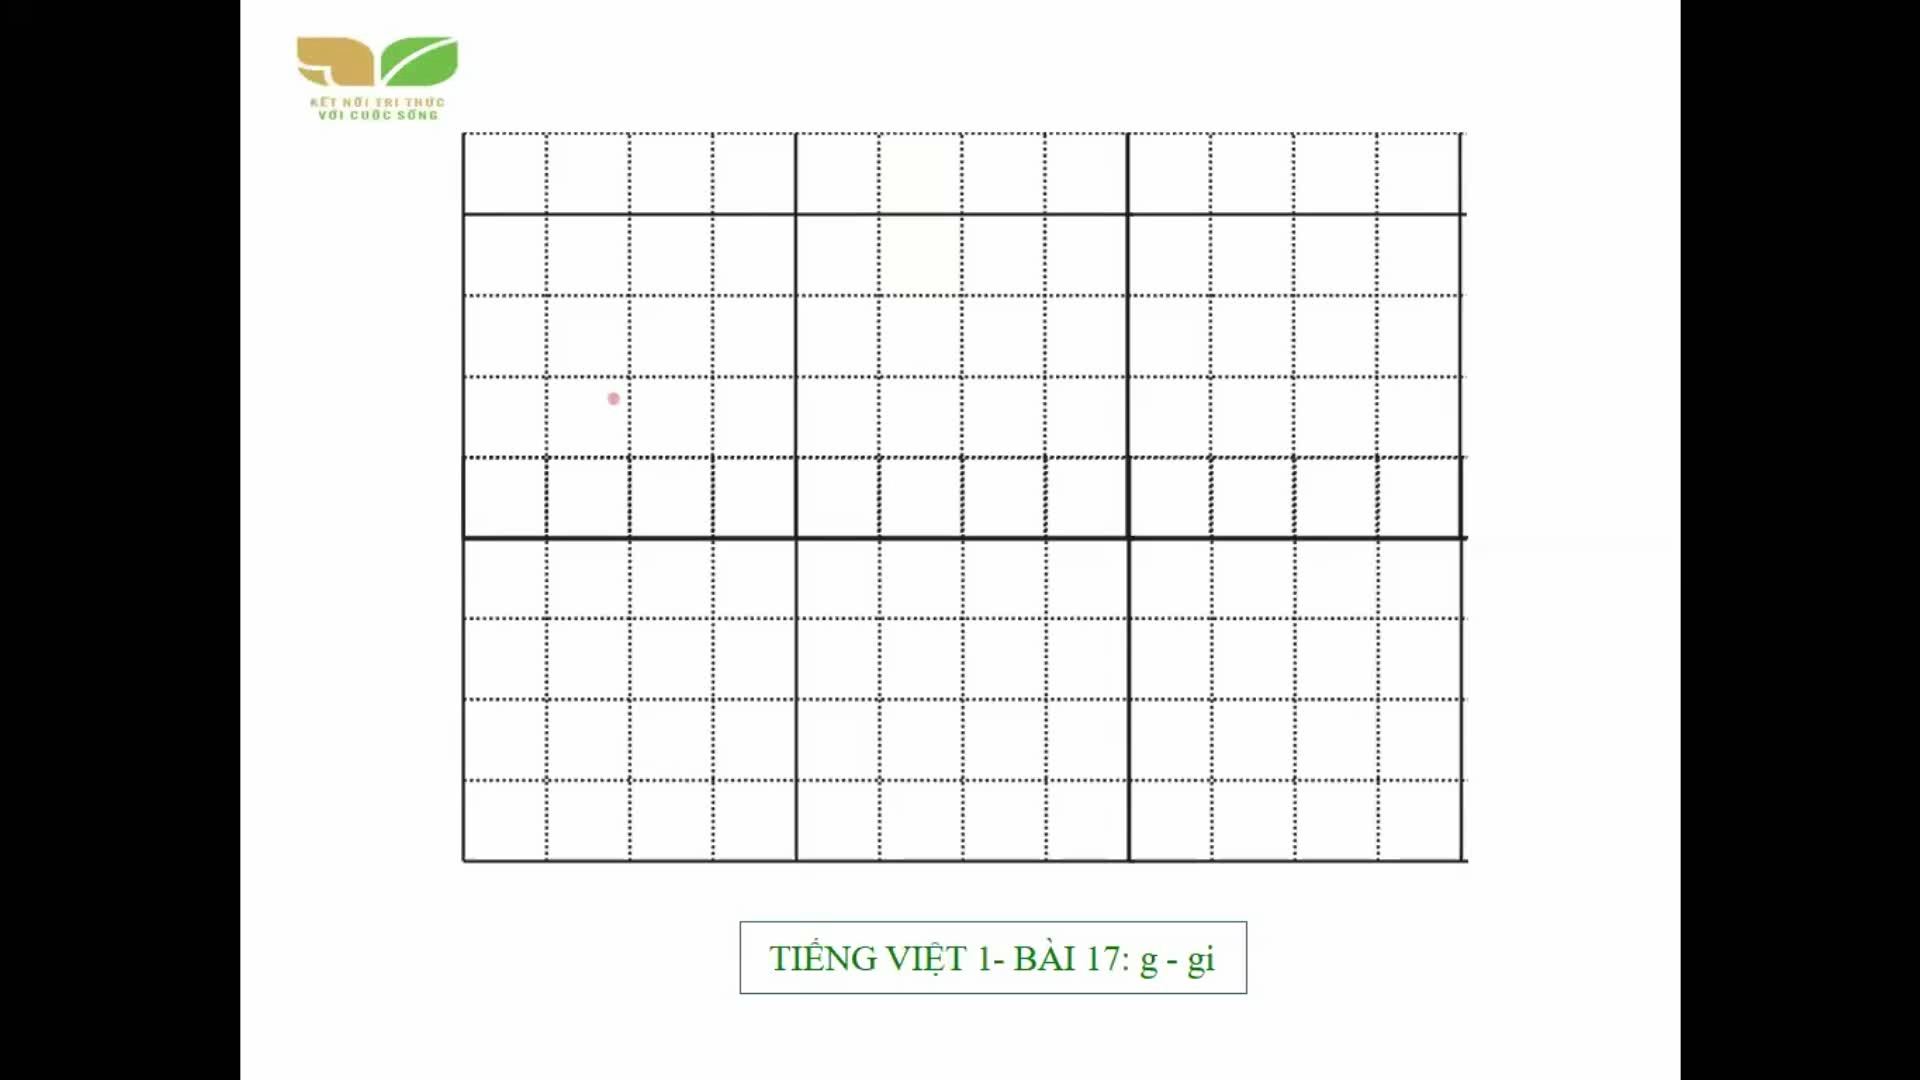 KẾT NỐI TRI THỨC
VỚI CUỘC SỐNG
TIẾNG VIỆT 1- BÀI 17: g - gi